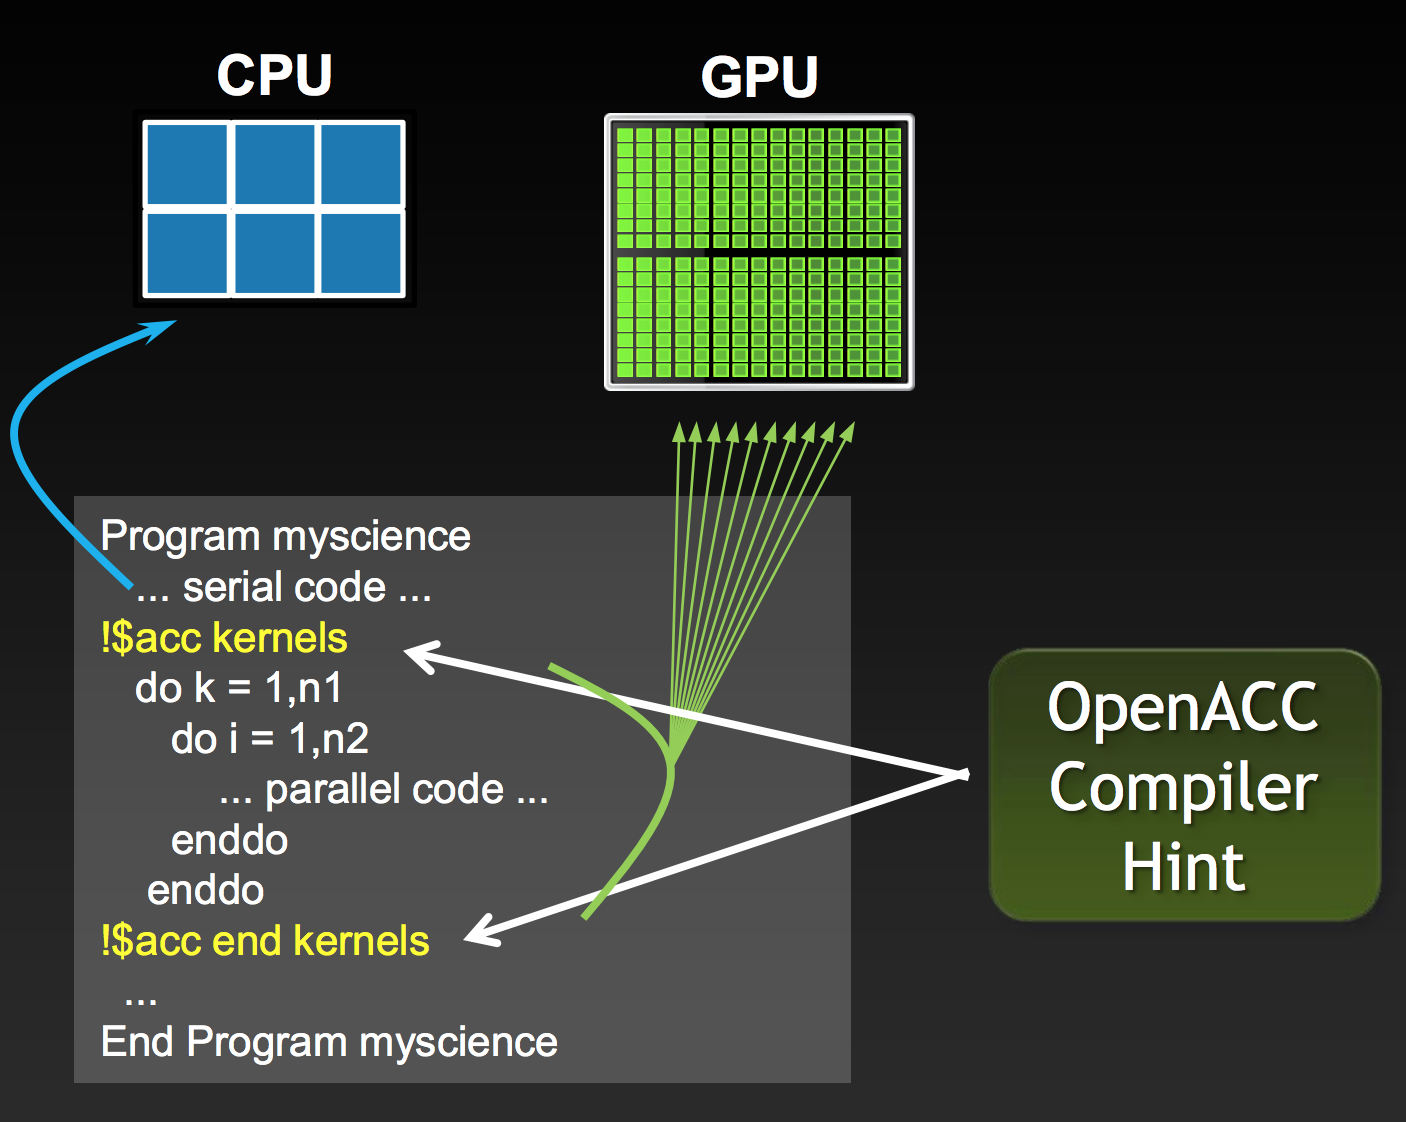 CPU
GPU
Program myscience
... serial code ...
!$acc kernels
do k = 1,n1
do i = 1,n2
... parallel code ...
enddo
enddo
!$acc end kernels
...
End Program myscience
OpenACC
Compiler
Hint